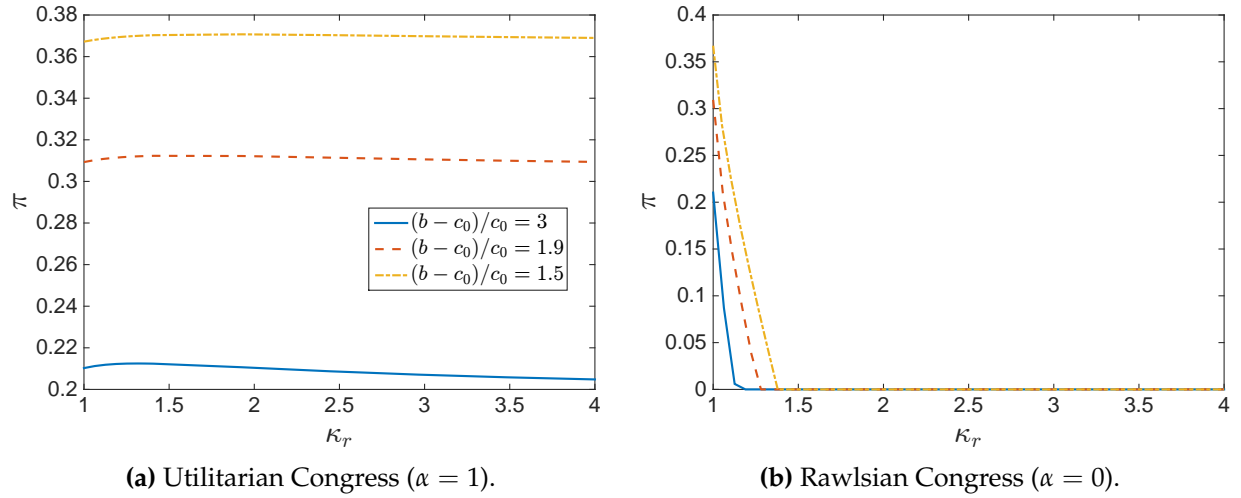 0.38
0.36
0.34
0.32
0.3
0.28
0.26
0.24
0.22
0.2
π
1 1.5 2 2.5 3 3.5 4
κr
(b − c0)/c0 = 3
(b − c0)/c0 = 1.9
(b − c0)/c0 = 1.5
(a) Utilitarian Congress (α = 1).
0.4
0.35
0.3
0.25
0.2
0.15
0.1
0.05
0
π
1 1.5 2 2.5 3 3.5 4
κr
(b) Rawlsian Congress (α = 0).